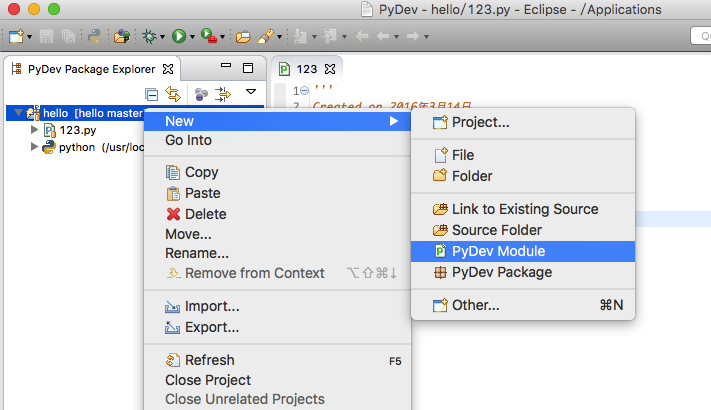 PyDev - hello/123.py - Eclipse - /Applications
PyDev Package Explorer
123
1 '''
2 Created on 2016年3月14日
hello [hello master]
123.py
python (/usr/loc
New
Go Into
Copy
Paste
Delete
Move...
Rename...
Remove from Context ⌥⇧⌘↓
Import...
Export...
Refresh F5
Close Project
Close Unrelated Projects
Project...
File
Folder
Link to Existing Source
Source Folder
PyDev Module
PyDev Package
Other... ⌘N